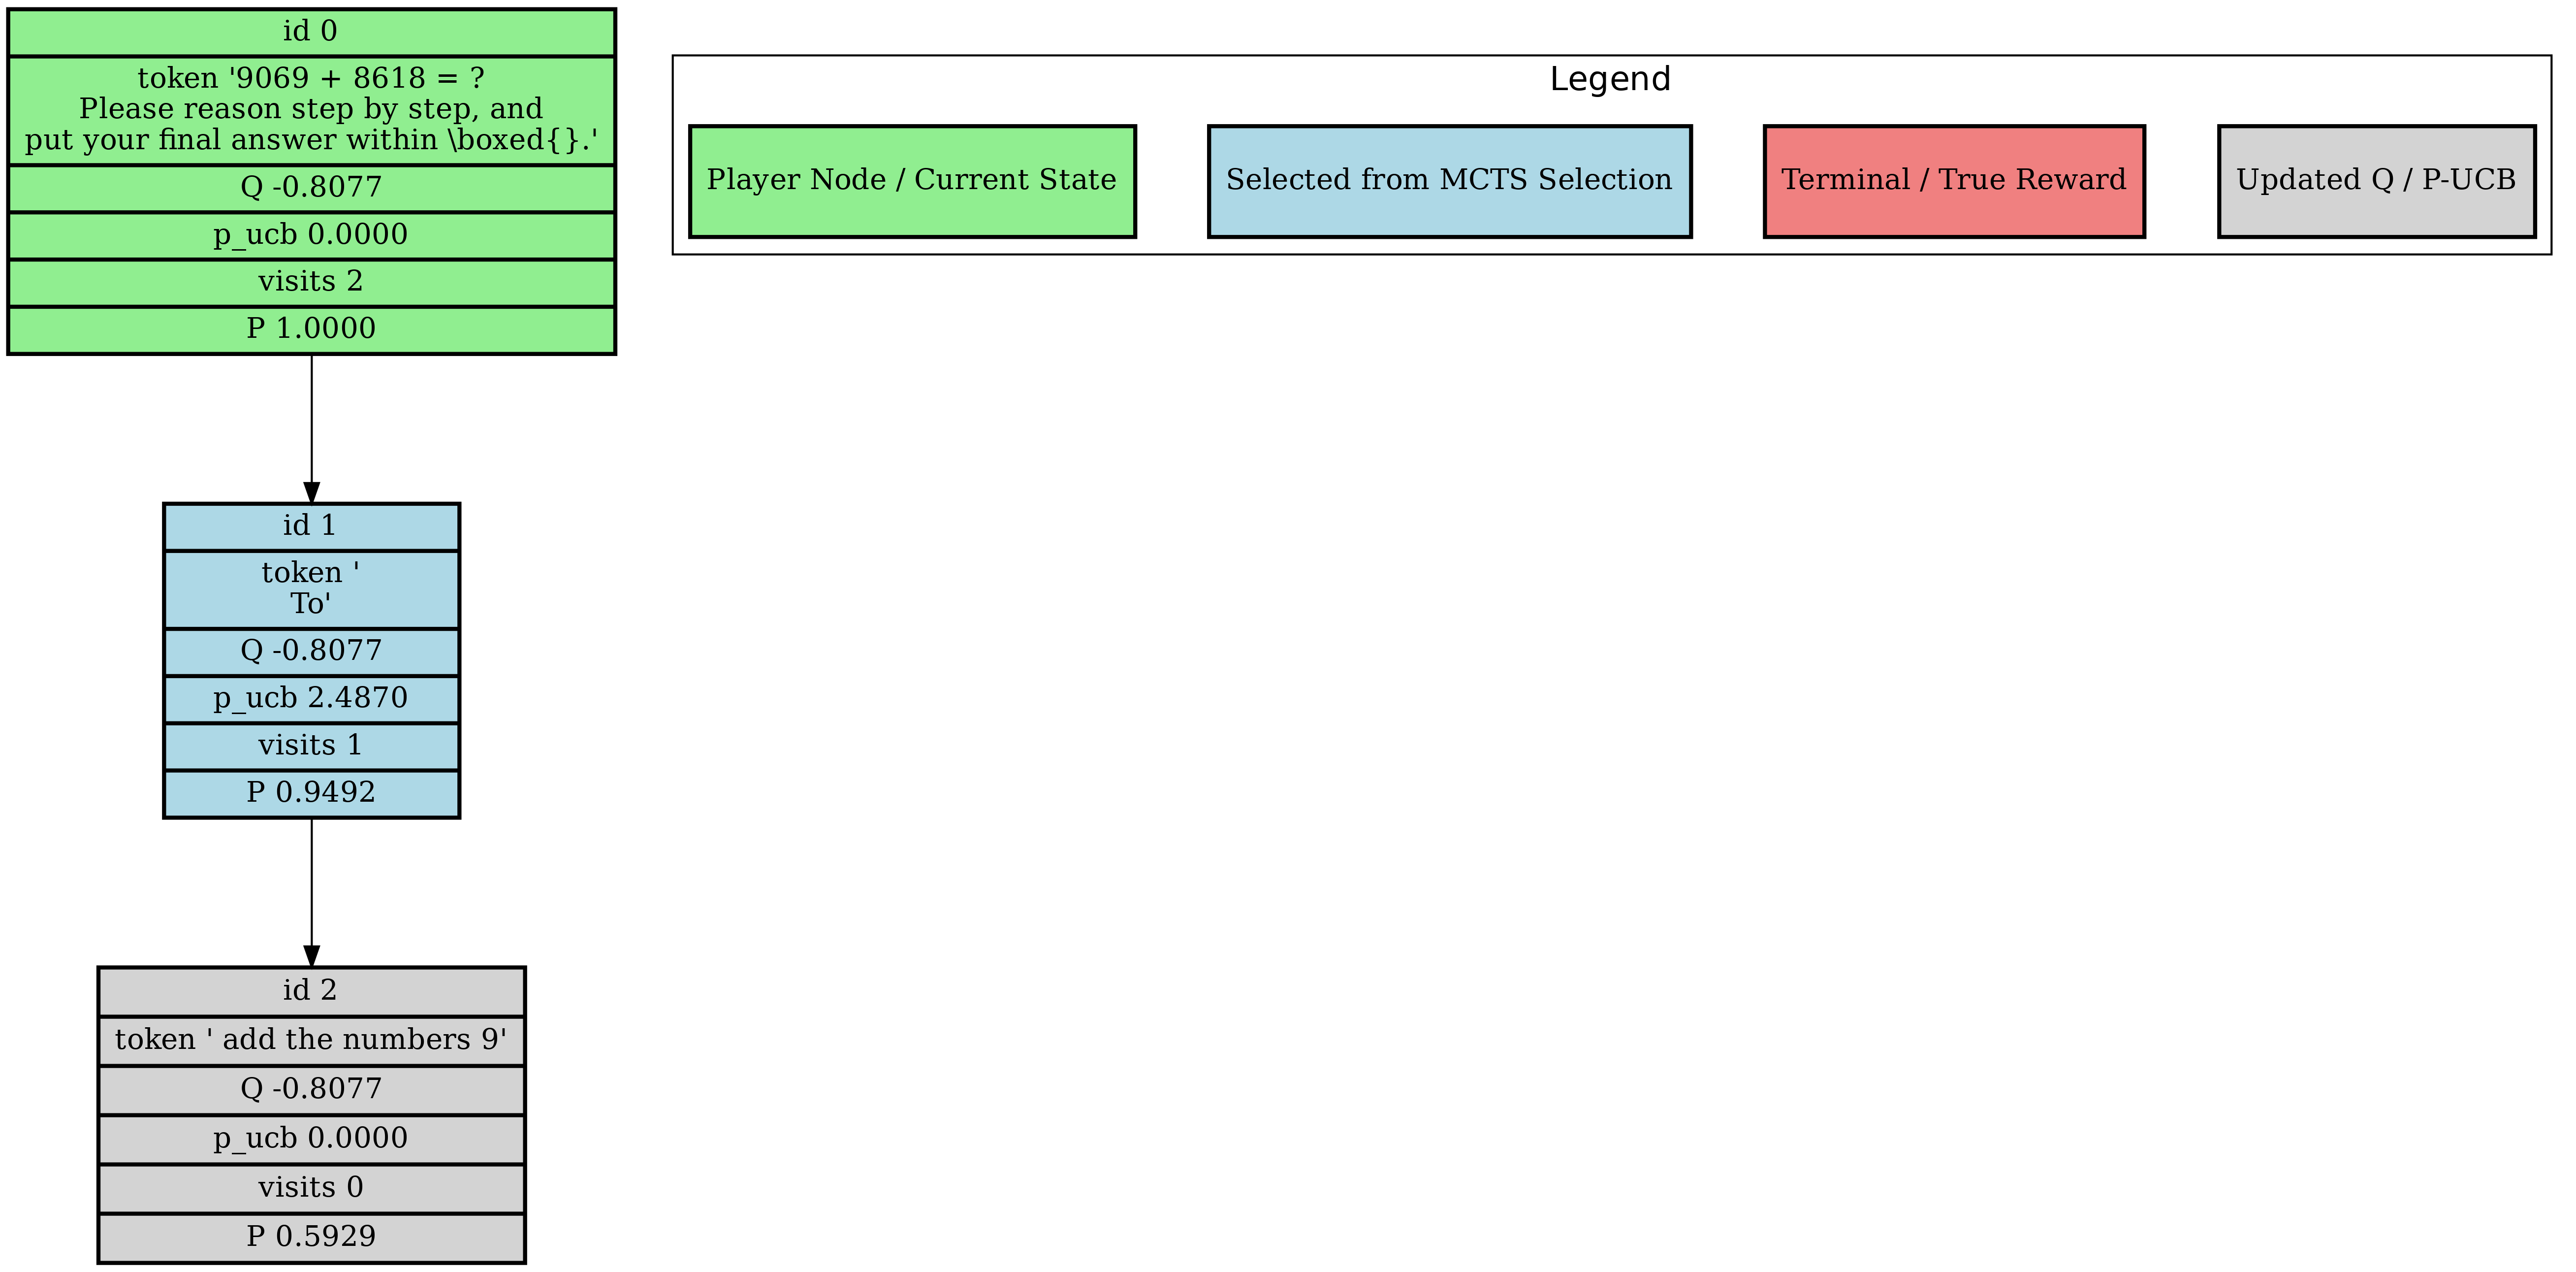 id 0
token '9069 + 8618 = ?
Please reason step by step, and
put your final answer within \boxed{}.'
Q -0.8077
p_ucb 0.0000
visits 2
P 1.0000
Legend
Player Node / Current State
Selected from MCTS Selection
Terminal / True Reward
Updated Q / P-UCB
id 1
token '
To'
Q -0.8077
p_ucb 2.4870
visits 1
P 0.9492
id 2
token ' add the numbers 9'
Q -0.8077
p_ucb 0.0000
visits 0
P 0.5929